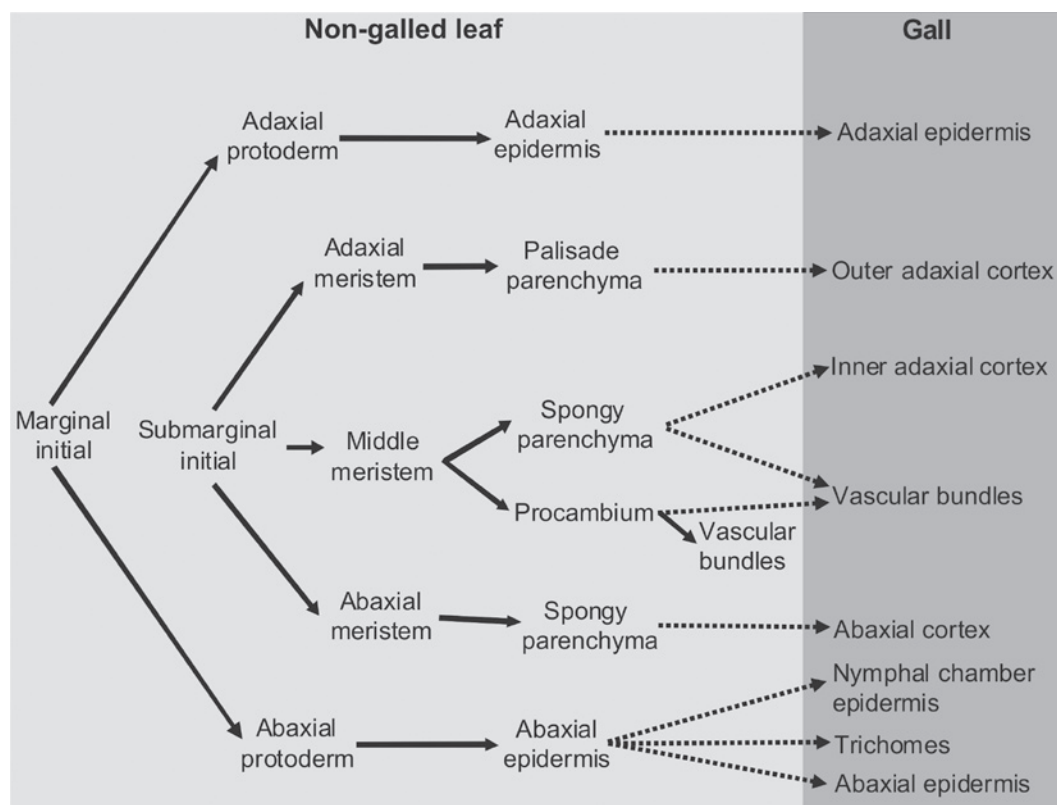 Non-galled leaf
Gall
Adaxial
protoderm
Adaxial
epidermis
Adaxial epidermis
Adaxial
meristem
Palisade
parenchyma
Outer adaxial cortex
Inner adaxial cortex
Marginal
initial
Submarginal
initial
Middle
meristem
Spongy
parenchyma
Procambium
Vascular
bundles
Vascular bundles
Abaxial
meristem
Spongy
parenchyma
Abaxial cortex
Nymphal chamber
epidermis
Abaxial
protoderm
Abaxial
epidermis
Trichomes
Abaxial epidermis